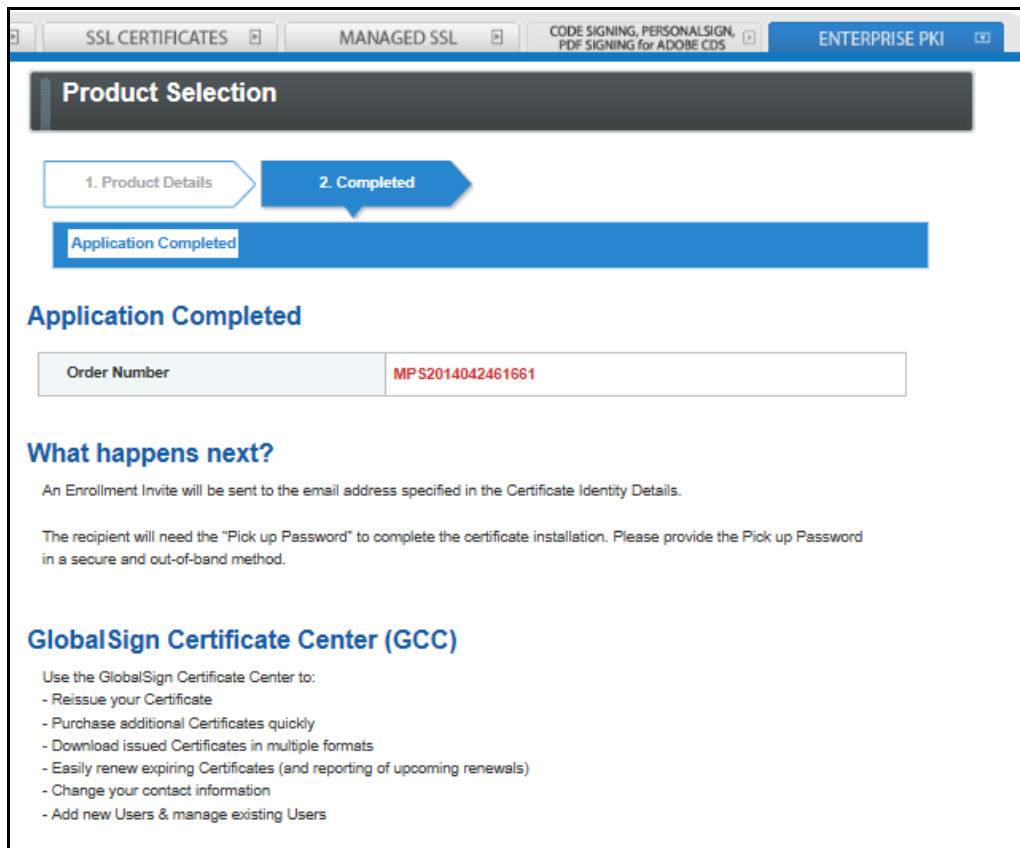 SSL CERTIFICATES
MANAGED SSL
CODE SIGNING, PERSONALSIGN,
PDF SIGNING for ADOBE CDS
ENTERPRISE PKI
Product Selection
1. Product Details
2. Completed
Application Completed
Application Completed
Order Number
MPS2014042461661
What happens next?
An Enrollment Invite will be sent to the email address specified in the Certificate Identity Details.
The recipient will need the “Pick up Password” to complete the certificate installation. Please provide the Pick up Password
in a secure and out-of-band method.
GlobalSign Certificate Center (GCC)
Use the GlobalSign Certificate Center to:
- Reissue your Certificate
- Purchase additional Certificates quickly
- Download issued Certificates in multiple formats
- Easily renew expiring Certificates (and reporting of upcoming renewals)
- Change your contact information
- Add new Users & manage existing Users